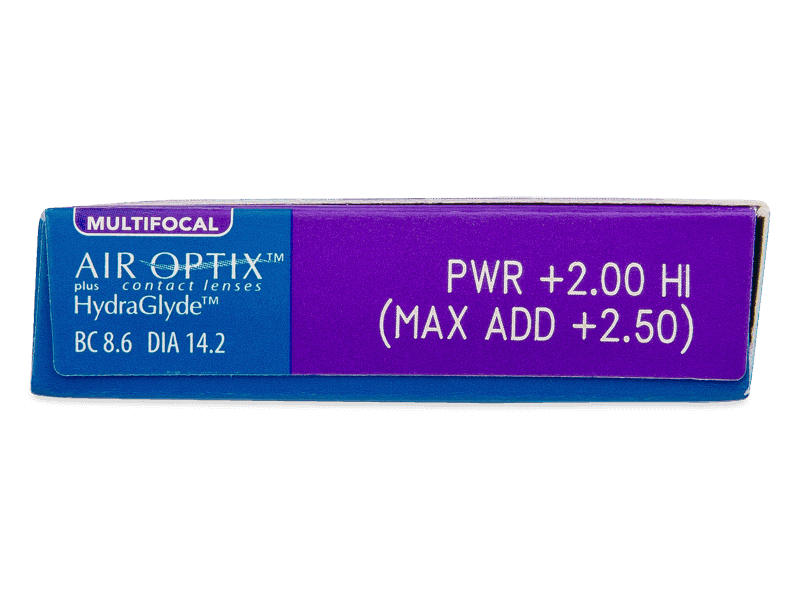 MULTIFOCAL
AIR OPTIX™
plus contact lenses
HydraGlyde™
BC 8.6 DIA 14.2
PWR +2.00 HI
(MAX ADD +2.50)